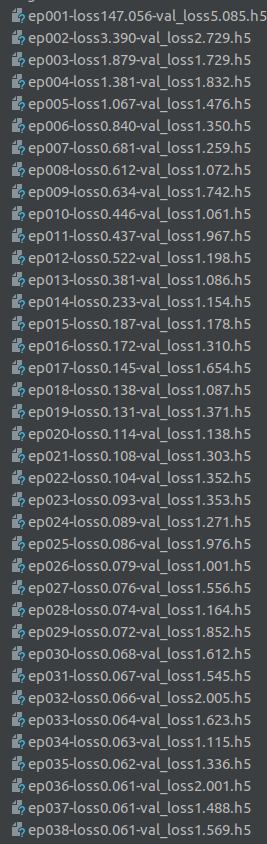 ep001-loss147.056-val_loss5.085.h5
ep002-loss3.390-val_loss2.729.h5
ep003-loss1.879-val_loss1.729.h5
ep004-loss1.381-val_loss1.832.h5
ep005-loss1.067-val_loss1.476.h5
ep006-loss0.840-val_loss1.350.h5
ep007-loss0.681-val_loss1.259.h5
ep008-loss0.612-val_loss1.072.h5
ep009-loss0.634-val_loss1.742.h5
ep010-loss0.446-val_loss1.061.h5
ep011-loss0.437-val_loss1.967.h5
ep012-loss0.522-val_loss1.198.h5
ep013-loss0.381-val_loss1.086.h5
ep014-loss0.233-val_loss1.154.h5
ep015-loss0.187-val_loss1.178.h5
ep016-loss0.172-val_loss1.310.h5
ep017-loss0.145-val_loss1.654.h5
ep018-loss0.138-val_loss1.087.h5
ep019-loss0.131-val_loss1.371.h5
ep020-loss0.114-val_loss1.138.h5
ep021-loss0.108-val_loss1.303.h5
ep022-loss0.104-val_loss1.352.h5
ep023-loss0.093-val_loss1.353.h5
ep024-loss0.089-val_loss1.271.h5
ep025-loss0.086-val_loss1.976.h5
ep026-loss0.079-val_loss1.001.h5
ep027-loss0.076-val_loss1.556.h5
ep028-loss0.074-val_loss1.164.h5
ep029-loss0.072-val_loss1.852.h5
ep030-loss0.068-val_loss1.612.h5
ep031-loss0.067-val_loss1.545.h5
ep032-loss0.066-val_loss2.005.h5
ep033-loss0.064-val_loss1.623.h5
ep034-loss0.063-val_loss1.115.h5
ep035-loss0.062-val_loss1.336.h5
ep036-loss0.061-val_loss2.001.h5
ep037-loss0.061-val_loss1.488.h5
ep038-loss0.061-val_loss1.569.h5